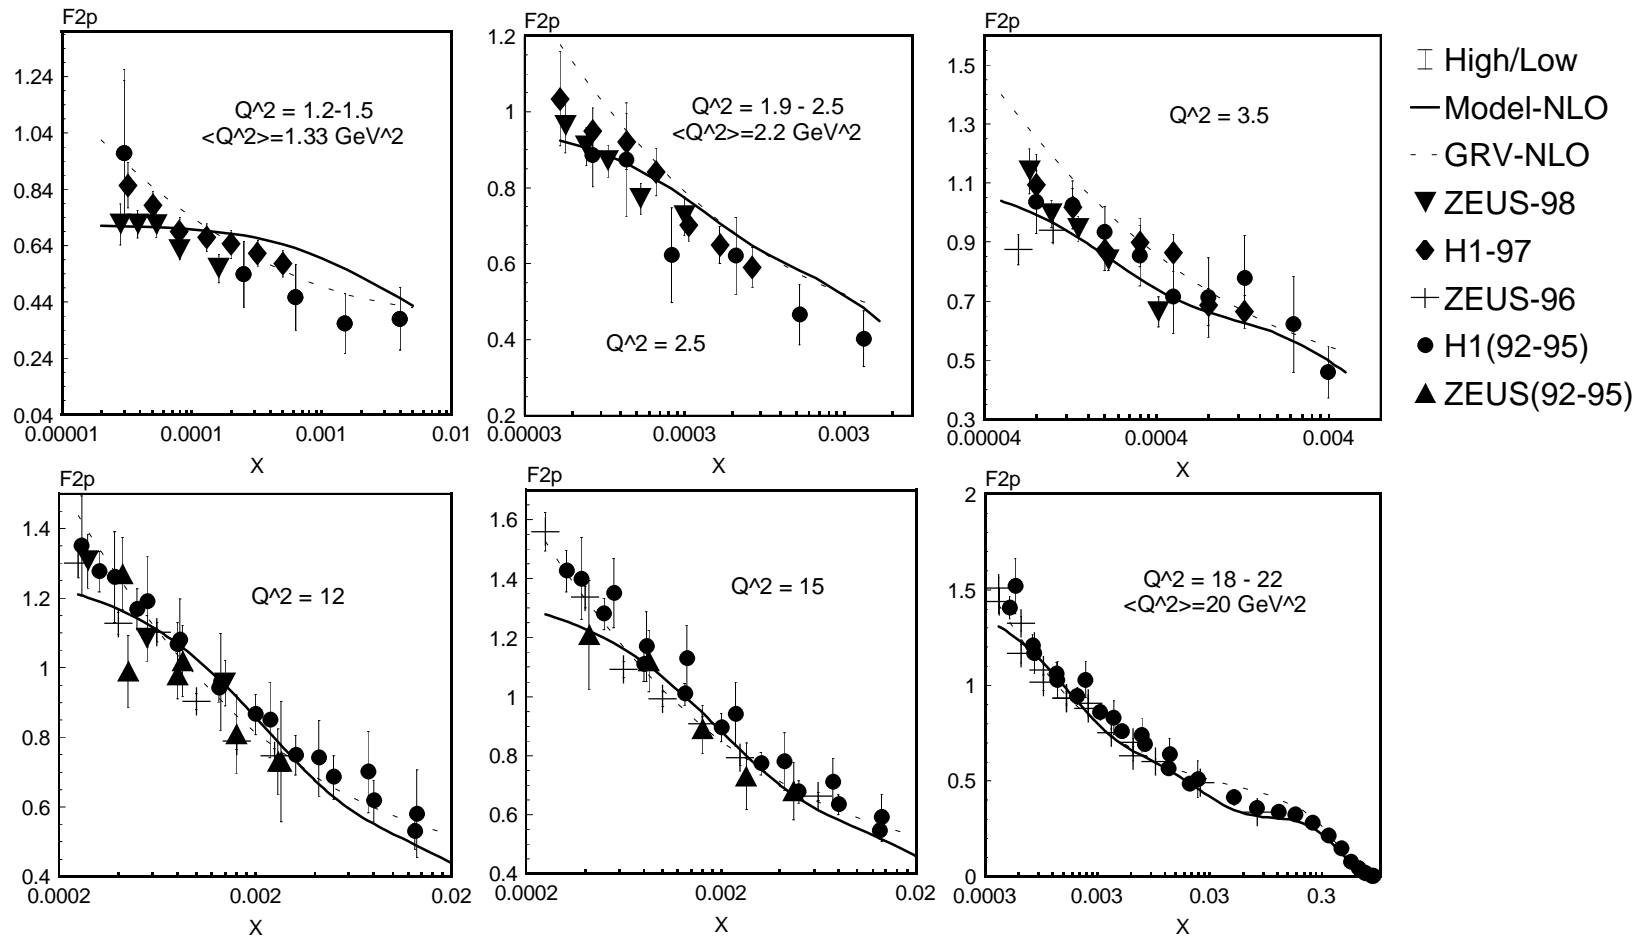 F2p
1.24
1.04
0.84
0.64
0.44
0.24
0.04
Q^2 = 1.2-1.5
<Q^2>=1.33 GeV^2
0.00001
0.0001
0.001
0.01
X
F2p
1.2
1
0.8
0.6
0.4
0.2
Q^2 = 1.9 - 2.5
<Q^2>=2.2 GeV^2
Q^2 = 2.5
0.00003
0.0003
0.003
X
F2p
1.5
1.3
1.1
0.9
0.7
0.5
0.3
Q^2 = 3.5
0.00004
0.0004
0.004
X
High/Low
Model-NLO
GRV-NLO
ZEUS-98
H1-97
ZEUS-96
H1(92-95)
ZEUS(92-95)
F2p
1.4
1.2
1
0.8
0.6
0.4
Q^2 = 12
0.0002
0.002
0.02
X
F2p
1.6
1.4
1.2
1
0.8
0.6
0.4
Q^2 = 15
0.0002
0.002
0.02
X
F2p
2
1.5
1
0.5
0
Q^2 = 18 - 22
<Q^2>=20 GeV^2
0.0003
0.003
0.03
0.3
X